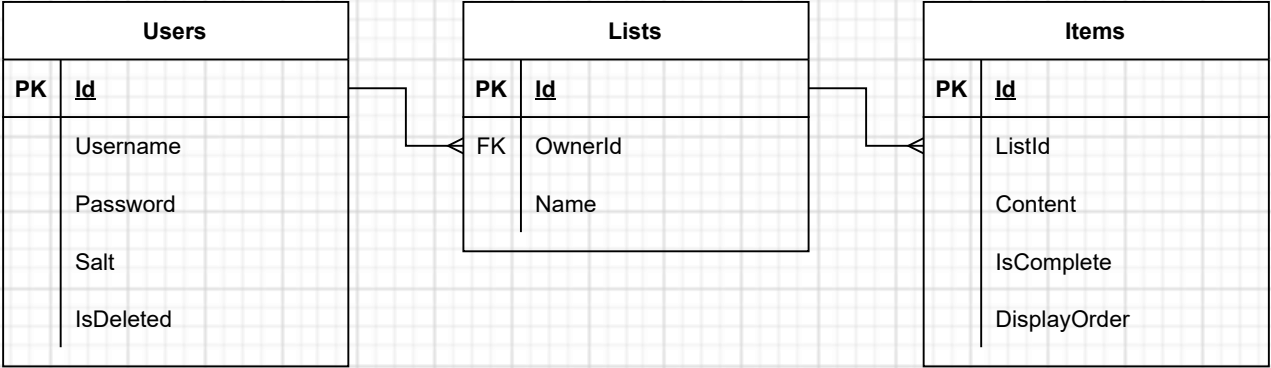 Users
PK Id
Username
Password
Salt
IsDeleted
Lists
PK Id
FK OwnerId
Name
Items
PK Id
ListId
Content
IsComplete
DisplayOrder